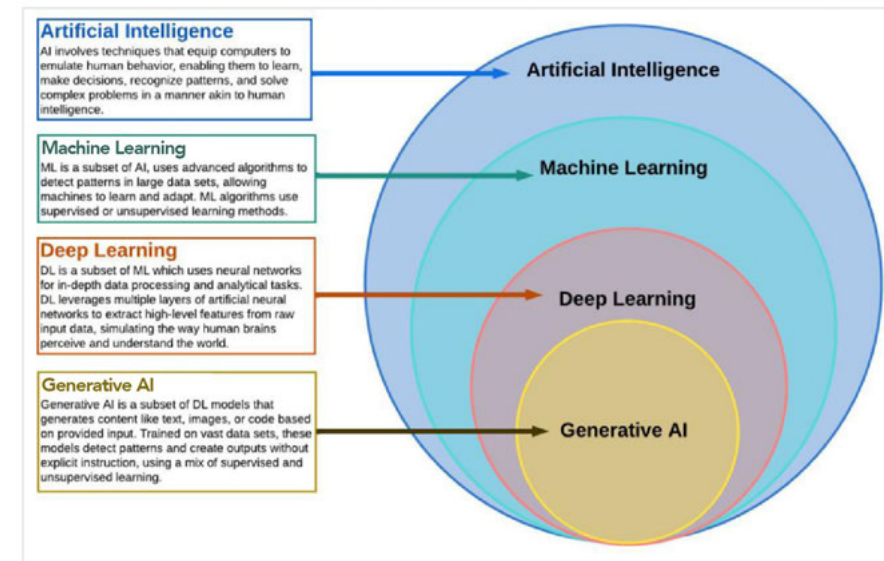 Artificial Intelligence
AI involves techniques that equip computers to
emulate human behavior, enabling them to learn,
make decisions, recognize patterns, and solve
complex problems in a manner akin to human
intelligence.
Machine Learning
ML is a subset of AI, uses advanced algorithms to
detect patterns in large data sets, allowing
machines to learn and adapt. ML algorithms use
supervised or unsupervised learning methods.
Deep Learning
DL is a subset of ML which uses neural networks
for in-depth data processing and analytical tasks.
DL leverages multiple layers of artificial neural
networks to extract high-level features from raw
input data, simulating the way human brains
perceive and understand the world.
Generative AI
Generative AI is a subset of DL models that
generates content like text, images, or code based
on provided input. Trained on vast data sets, these
models detect patterns and create outputs without
explicit instruction, using a mix of supervised and
unsupervised learning.
Artificial Intelligence
Machine Learning
Deep Learning
Generative AI